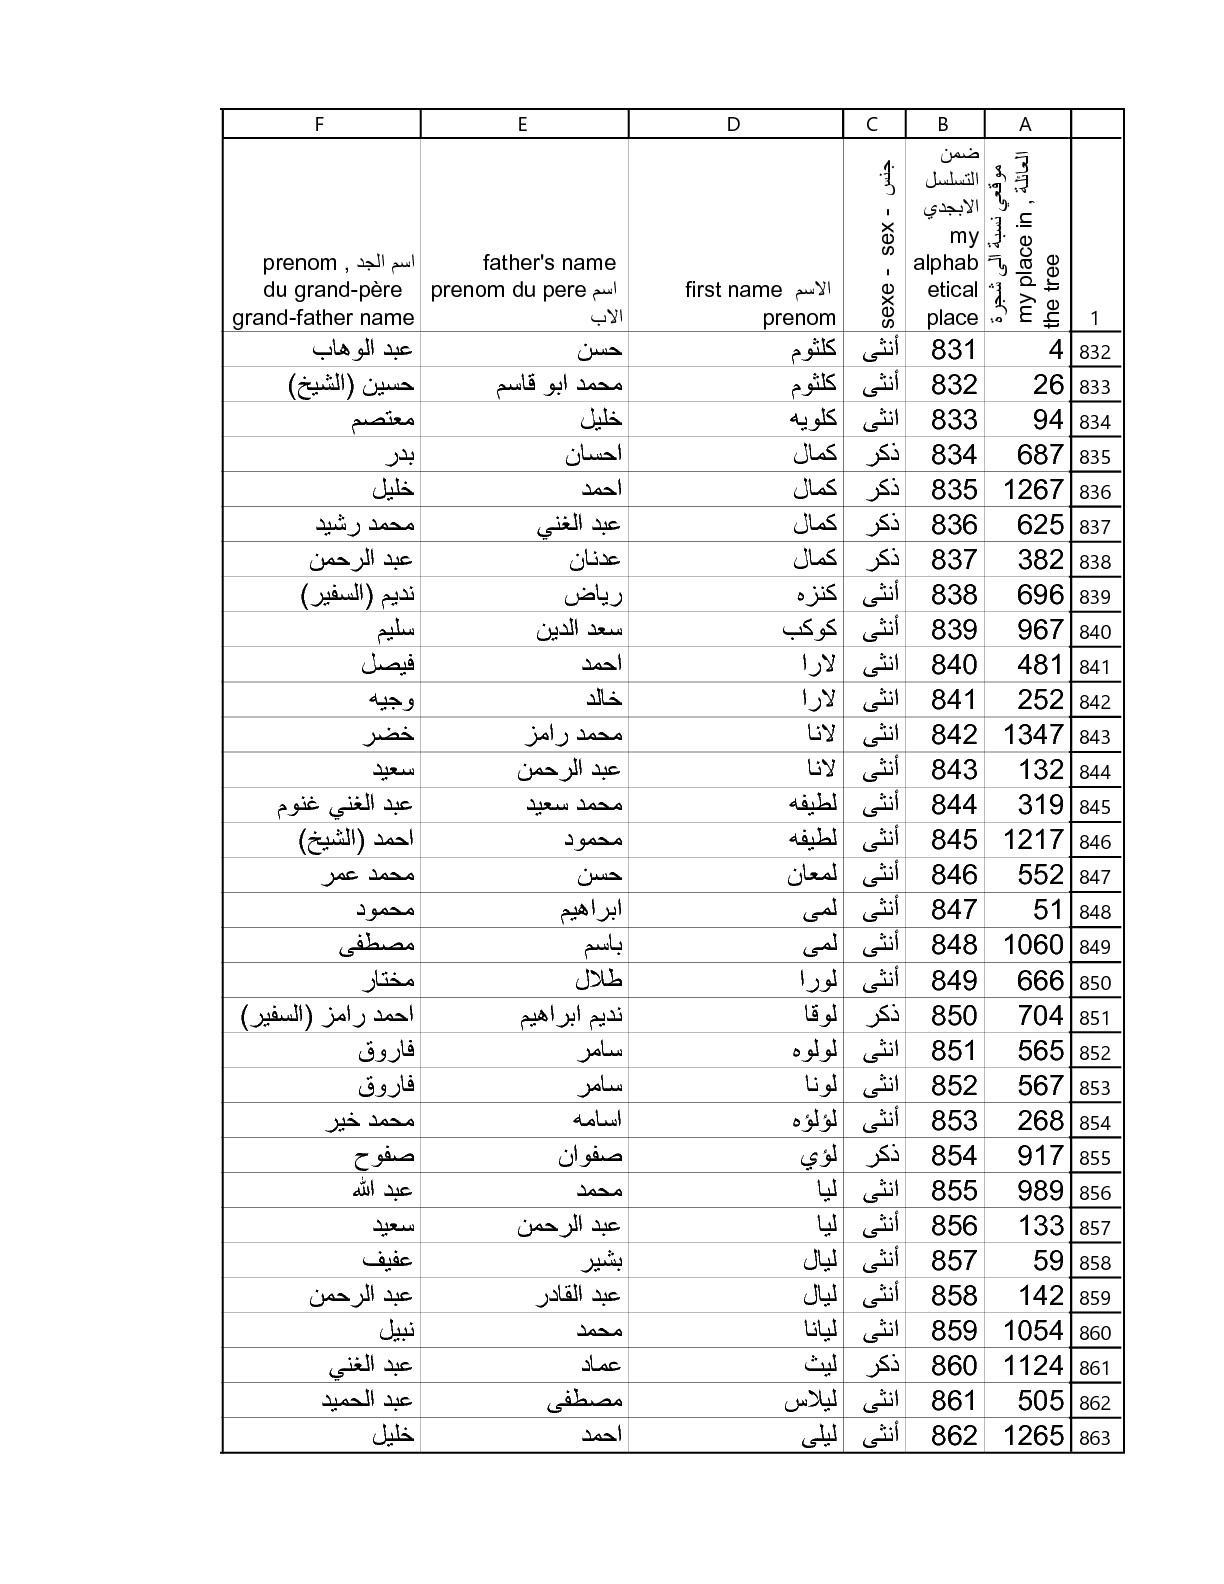 A B C D E F
1
موقعي نسبة الى شجرة العائلة , my place in the tree
ضمن التسلسل الابجدي my alphabetical place
sexe - sex - جنس
first name الاسم prenom
father's name prenom du pere اسم الاب
prenom , اسم الجد du grand-père grand-father name
832 4 831 أنثى كلثوم حسن عبد الوهاب
833 26 832 أنثى كلثوم محمد ابو قاسم حسين (الشيخ)
834 94 833 انثى كلويه خليل معتصم
835 687 834 ذكر كمال احسان بدر
836 1267 835 ذكر كمال احمد خليل
837 625 836 ذكر كمال عبد الغني محمد رشيد
838 382 837 ذكر كمال عدنان عبد الرحمن
839 696 838 أنثى كنزه رياض نديم (السفير)
840 967 839 أنثى كوكب سعد الدين سليم
841 481 840 انثى لارا احمد فيصل
842 252 841 انثى لارا خالد وجيه
843 1347 842 انثى لانا محمد رامز خضر
844 132 843 أنثى لانا عبد الرحمن سعيد
845 319 844 أنثى لطيفه محمد سعيد عبد الغني غنوم
846 1217 845 أنثى لطيفه محمود احمد (الشيخ)
847 552 846 أنثى لمعان حسن محمد عمر
848 51 847 أنثى لمى ابراهيم محمود
849 1060 848 أنثى لمى باسم مصطفى
850 666 849 أنثى لورا طلال مختار
851 704 850 ذكر لوقا نديم ابراهيم احمد رامز (السفير)
852 565 851 انثى لولوه سامر فاروق
853 567 852 انثى لونا سامر فاروق
854 268 853 أنثى لؤلؤه اسامه محمد خير
855 917 854 ذكر لؤي صفوان صفوح
856 989 855 انثى ليا محمد عبد الله
857 133 856 أنثى ليا عبد الرحمن سعيد
858 59 857 أنثى ليال بشير عفيف
859 142 858 أنثى ليال عبد القادر عبد الرحمن
860 1054 859 انثى ليانا محمد نبيل
861 1124 860 ذكر ليث عماد عبد الغني
862 505 861 انثى ليلاس مصطفى عبد الحميد
863 1265 862 أنثى ليلى احمد خليل